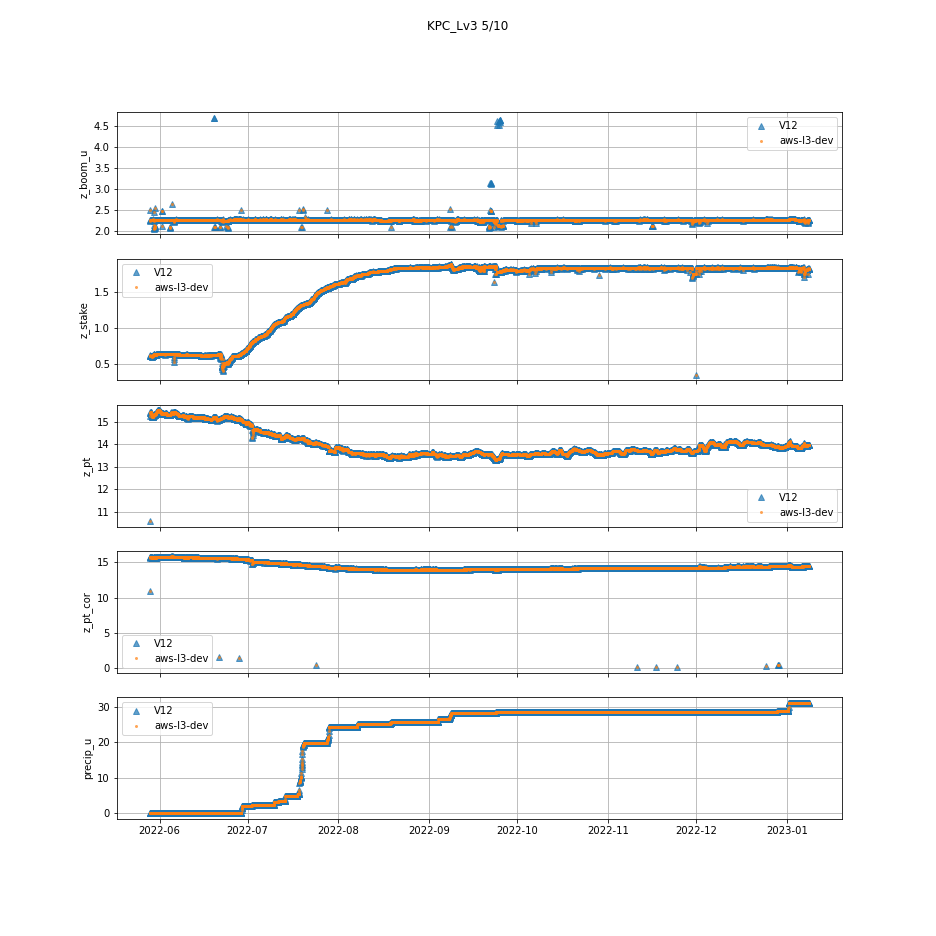 KPC_Lv3 5/10
4.5
4.0
3.5
3.0
2.5
2.0
z_boom_u
V12
aws-l3-dev
1.5
1.0
0.5
z_stake
V12
aws-l3-dev
15
14
13
12
11
z_pt
V12
aws-l3-dev
15
10
5
0
z_pt_cor
V12
aws-l3-dev
30
20
10
0
precip_u
V12
aws-l3-dev
2022-06 2022-07 2022-08 2022-09 2022-10 2022-11 2022-12 2023-01